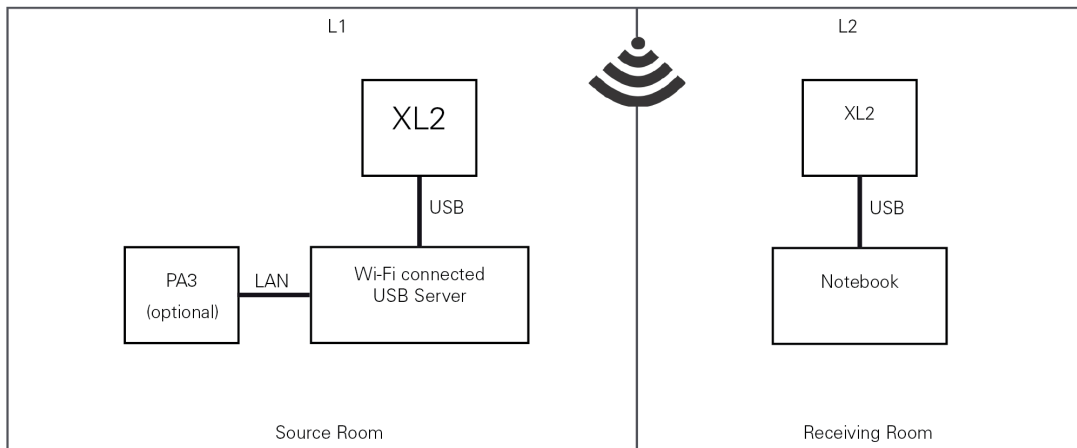 L1
L2
XL2
XL2
USB
USB
PA3
(optional)
LAN
Wi-Fi connected
USB Server
Notebook
Source Room
Receiving Room